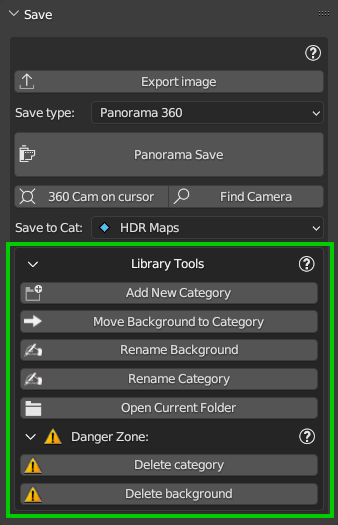 Save
Export image
Save type: Panorama 360
Panorama Save
360 Cam on cursor Find Camera
Save to Cat: HDR Maps
Library Tools
Add New Category
Move Background to Category
Rename Background
Rename Category
Open Current Folder
Danger Zone:
Delete category
Delete background